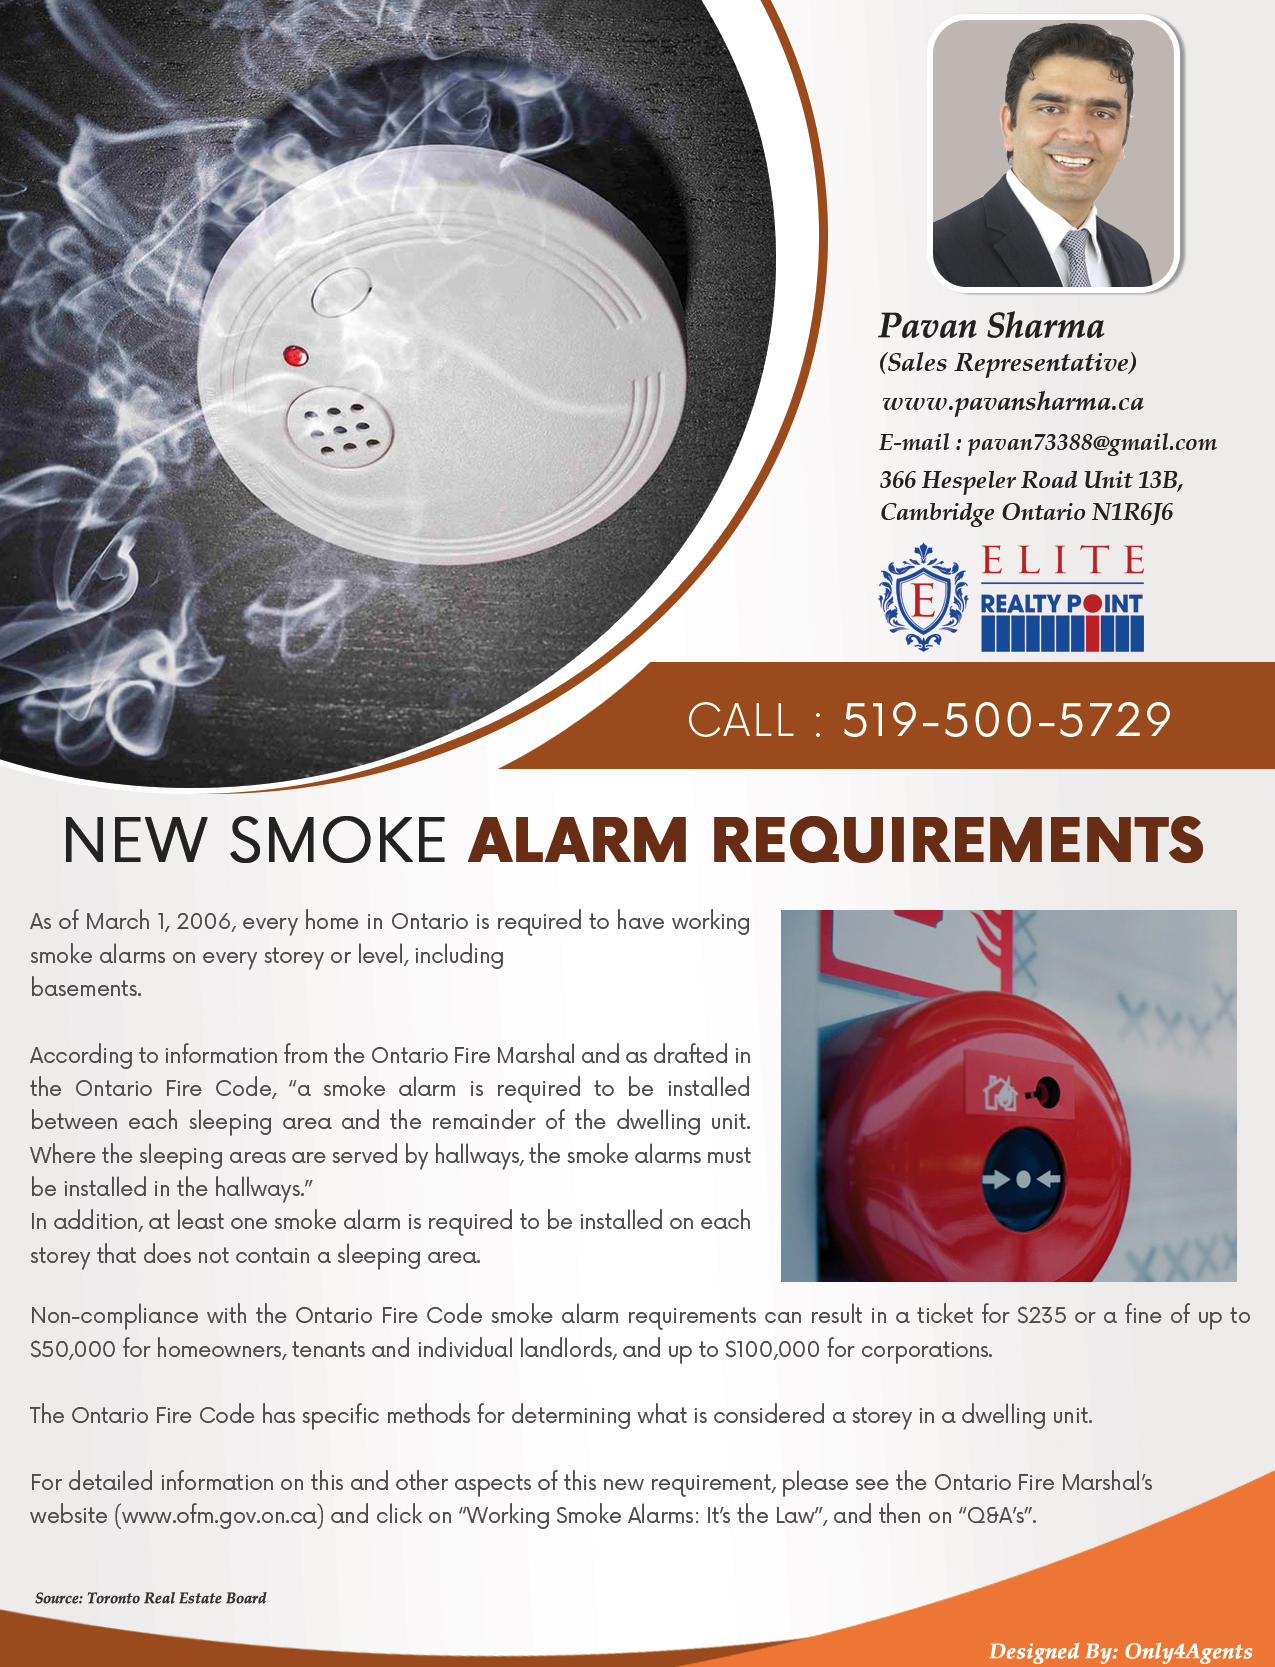 Pavan Sharma
(Sales Representative)
www.pavansharma.ca
E-mail : pavan73388@gmail.com
366 Hespeler Road Unit 13B,
Cambridge Ontario N1R6J6
E
ELITE
REALTY POINT
CALL : 519-500-5729
NEW SMOKE ALARM REQUIREMENTS
As of March 1, 2006, every home in Ontario is required to have working
smoke alarms on every storey or level, including
basements.
According to information from the Ontario Fire Marshal and as drafted in
the Ontario Fire Code, “a smoke alarm is required to be installed
between each sleeping area and the remainder of the dwelling unit.
Where the sleeping areas are served by hallways, the smoke alarms must
be installed in the hallways.”
In addition, at least one smoke alarm is required to be installed on each
storey that does not contain a sleeping area.
Non-compliance with the Ontario Fire Code smoke alarm requirements can result in a ticket for $235 or a fine of up to
$50,000 for homeowners, tenants and individual landlords, and up to $100,000 for corporations.
The Ontario Fire Code has specific methods for determining what is considered a storey in a dwelling unit.
For detailed information on this and other aspects of this new requirement, please see the Ontario Fire Marshal’s
website (www.ofm.gov.on.ca) and click on “Working Smoke Alarms: It’s the Law”, and then on “Q&A’s”.
Source: Toronto Real Estate Board
Designed By: Only4Agents